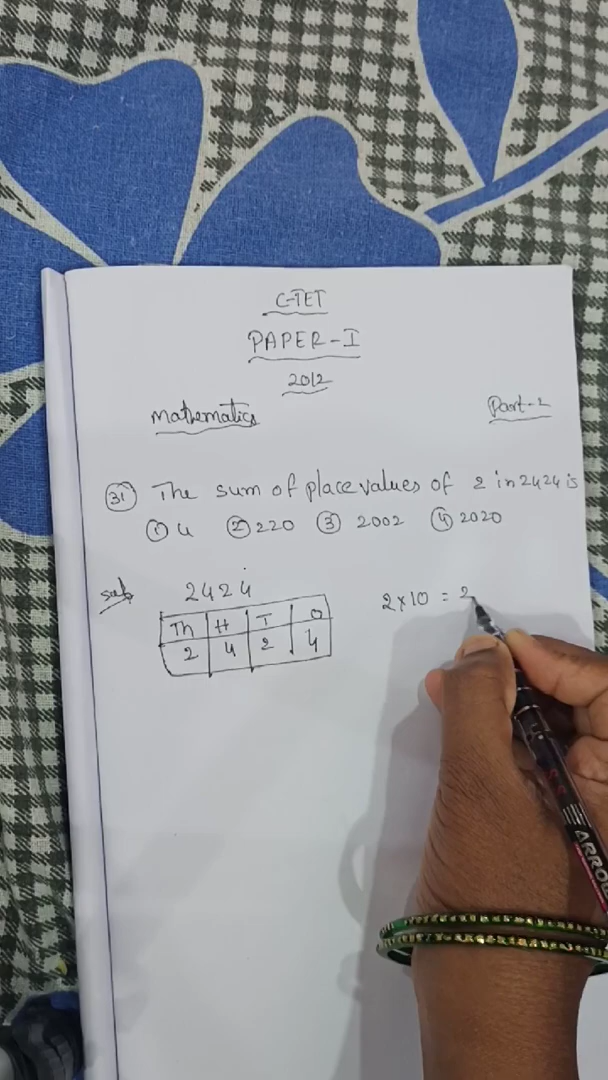 C-TET
PAPER-I
2012
Mathematics
Part-2
31 The sum of place values of 2 in 2424 is
① 4 ② 220 ③ 2002 ④ 2020
Sol:
2424
Th H T O
2 4 2 4
2×10 = 2
ARRO